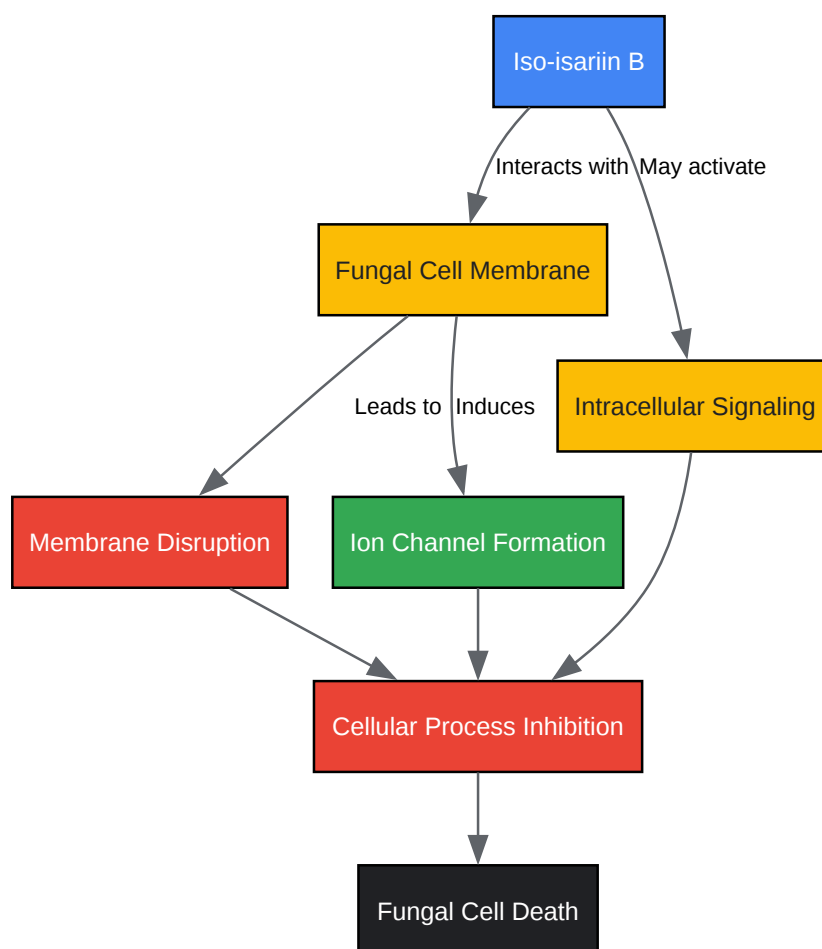 Iso-isariin B
Interacts with
May activate
Fungal Cell Membrane
Intracellular Signaling
Leads to
Induces
Membrane Disruption
Ion Channel Formation
Cellular Process Inhibition
Fungal Cell Death